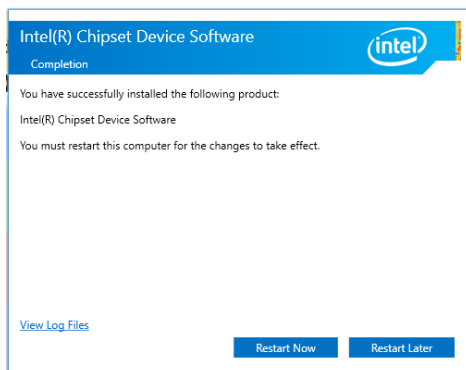 Intel(R) Chipset Device Software
intel
Completion
You have successfully installed the following product:
Intel(R) Chipset Device Software
You must restart this computer for the changes to take effect.
View Log Files
Restart Now
Restart Later